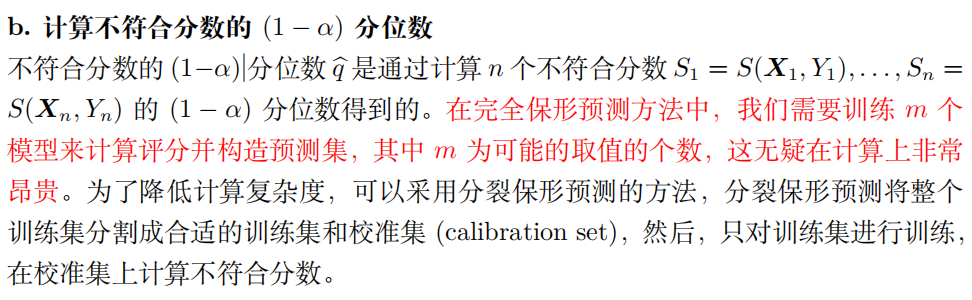 b. 计算不符合分数的 (1 − α) 分位数
不符合分数的 (1−α)|分位数 q̂ 是通过计算 n 个不符合分数 S₁ = S(X₁, Y₁), . . . , Sₙ =
S(Xₙ, Yₙ) 的 (1 − α) 分位数得到的。在完全保形预测方法中，我们需要训练 m 个
模型来计算评分并构造预测集，其中 m 为可能的取值的个数，这无疑在计算上非常
昂贵。为了降低计算复杂度，可以采用分裂保形预测的方法，分裂保形预测将整个
训练集分割成合适的训练集和校准集 (calibration set)，然后，只对训练集进行训练，
在校准集上计算不符合分数。